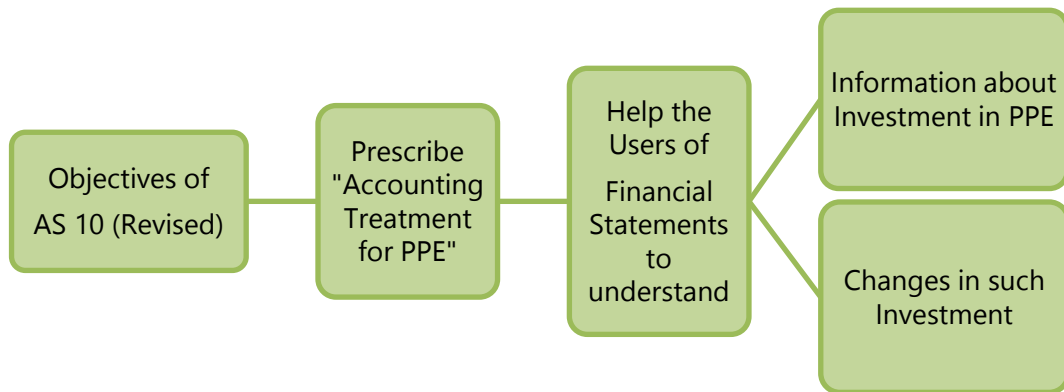 Objectives of
AS 10 (Revised)
Prescribe
"Accounting
Treatment
for PPE"
Help the
Users of
Financial
Statements
to
understand
Information about
Investment in PPE
Changes in such
Investment